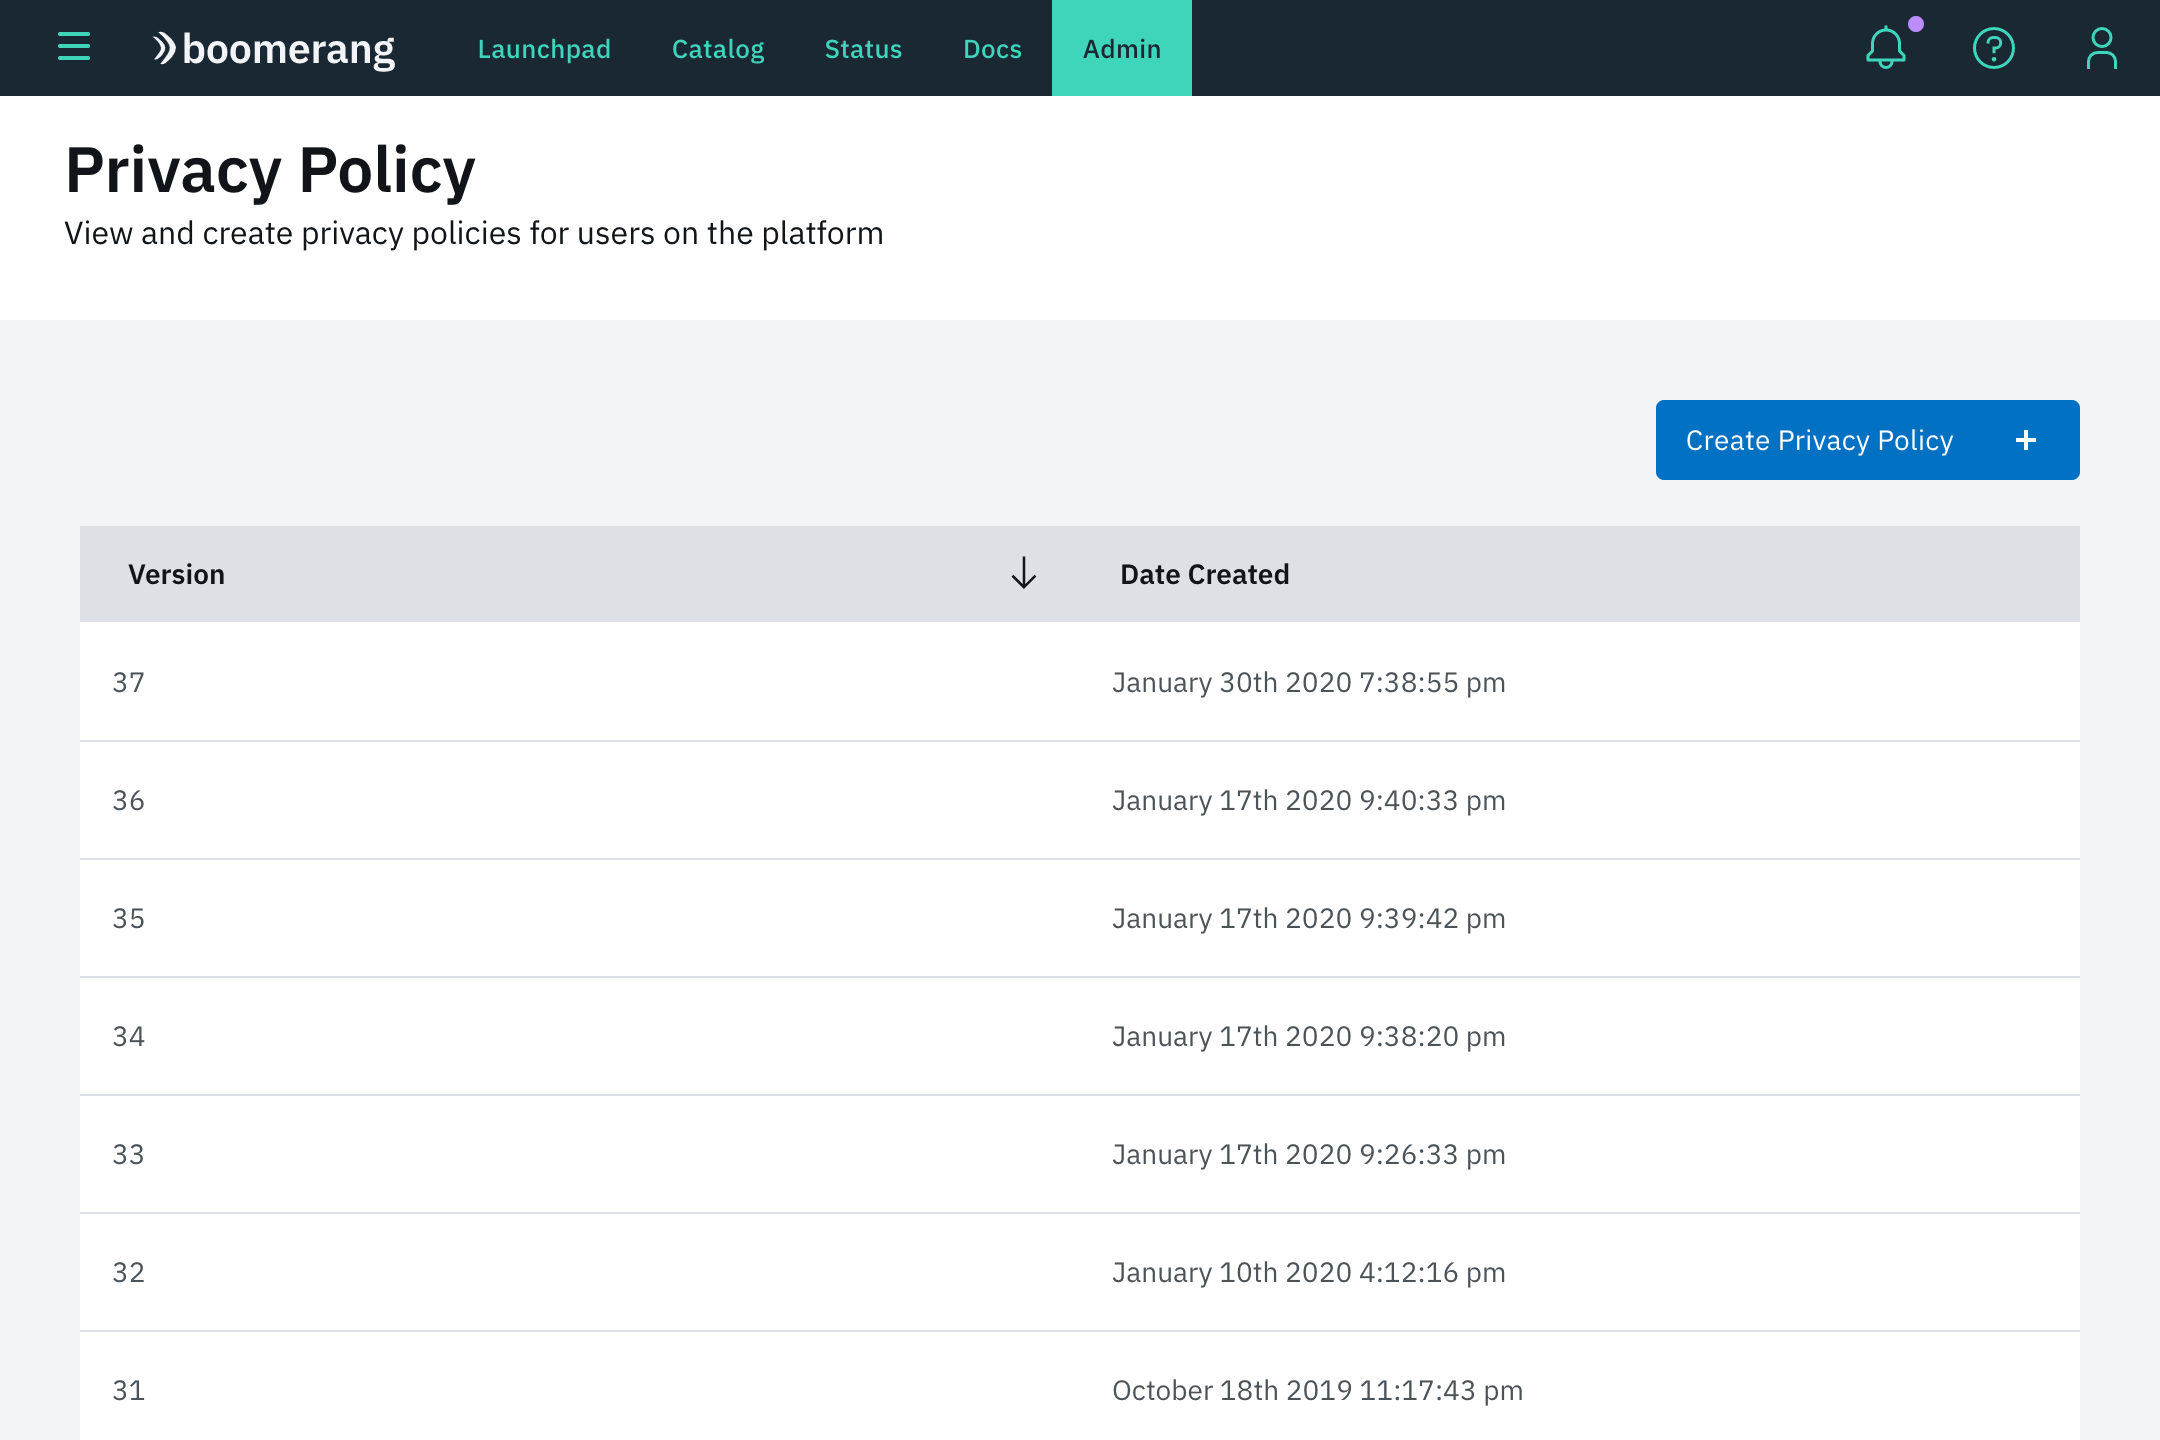 boomerang Launchpad Catalog Status Docs Admin
Privacy Policy
View and create privacy policies for users on the platform
Create Privacy Policy +
Version Date Created
37 January 30th 2020 7:38:55 pm
36 January 17th 2020 9:40:33 pm
35 January 17th 2020 9:39:42 pm
34 January 17th 2020 9:38:20 pm
33 January 17th 2020 9:26:33 pm
32 January 10th 2020 4:12:16 pm
31 October 18th 2019 11:17:43 pm